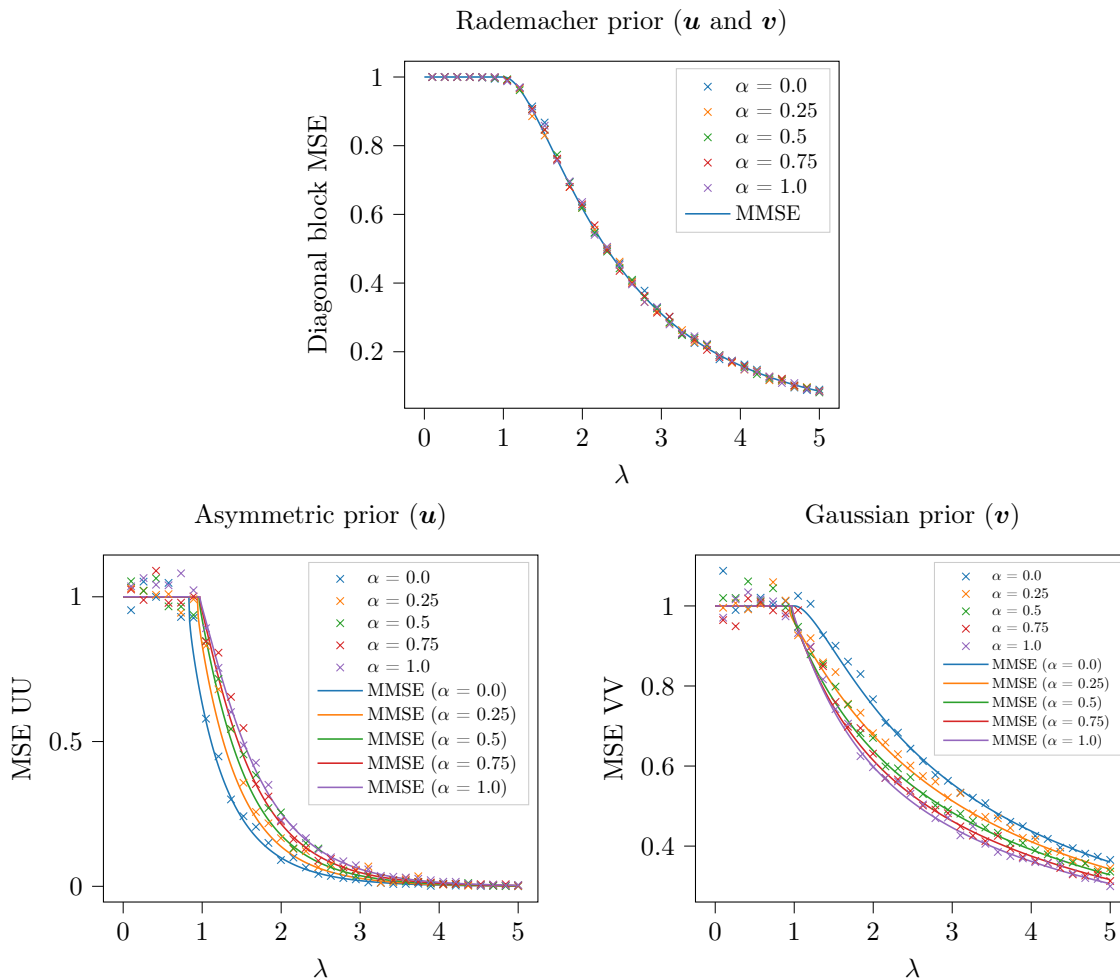 Rademacher prior (u and v)
Diagonal block MSE
1
0.8
0.6
0.4
0.2
α = 0.0
α = 0.25
α = 0.5
α = 0.75
α = 1.0
MMSE
0 1 2 3 4 5
λ
Asymmetric prior (u)
MSE UU
1
0.5
0
α = 0.0
α = 0.25
α = 0.5
α = 0.75
α = 1.0
MMSE (α = 0.0)
MMSE (α = 0.25)
MMSE (α = 0.5)
MMSE (α = 0.75)
MMSE (α = 1.0)
0 1 2 3 4 5
λ
Gaussian prior (v)
MSE VV
1
0.8
0.6
0.4
α = 0.0
α = 0.25
α = 0.5
α = 0.75
α = 1.0
MMSE (α = 0.0)
MMSE (α = 0.25)
MMSE (α = 0.5)
MMSE (α = 0.75)
MMSE (α = 1.0)
0 1 2 3 4 5
λ